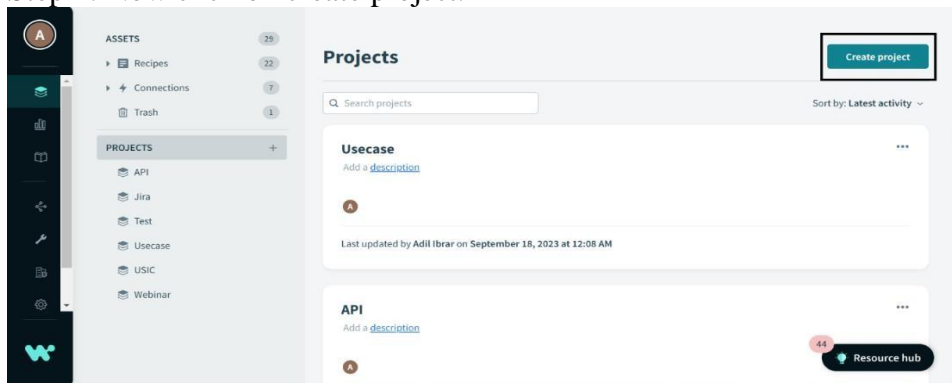 A
ASSETS 29
Recipes 22
Connections 7
Trash 1
PROJECTS +
API
Jira
Test
Usecase
USIC
Webinar
Projects
Create project
Search projects
Sort by: Latest activity
Usecase
Add a description
A
Last updated by Adil Ibrar on September 18, 2023 at 12:08 AM
API
Add a description
A
44
Resource hub